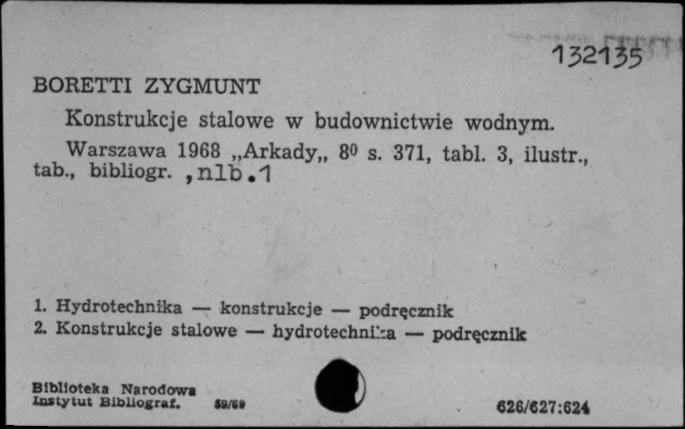 132135
BORETTI ZYGMUNT
Konstrukcje stalowe w budownictwie wodnym.
Warszawa 1968 „Arkady„ 8⁰ s. 371, tabl. 3, ilustr.,
tab., bibliogr. ,nlb.1
1. Hydrotechnika — konstrukcje — podręcznik
2. Konstrukcje stalowe — hydrotechnika — podręcznik
Biblioteka Narodowa
Instytut Bibliograf. 59/69
626/627:624